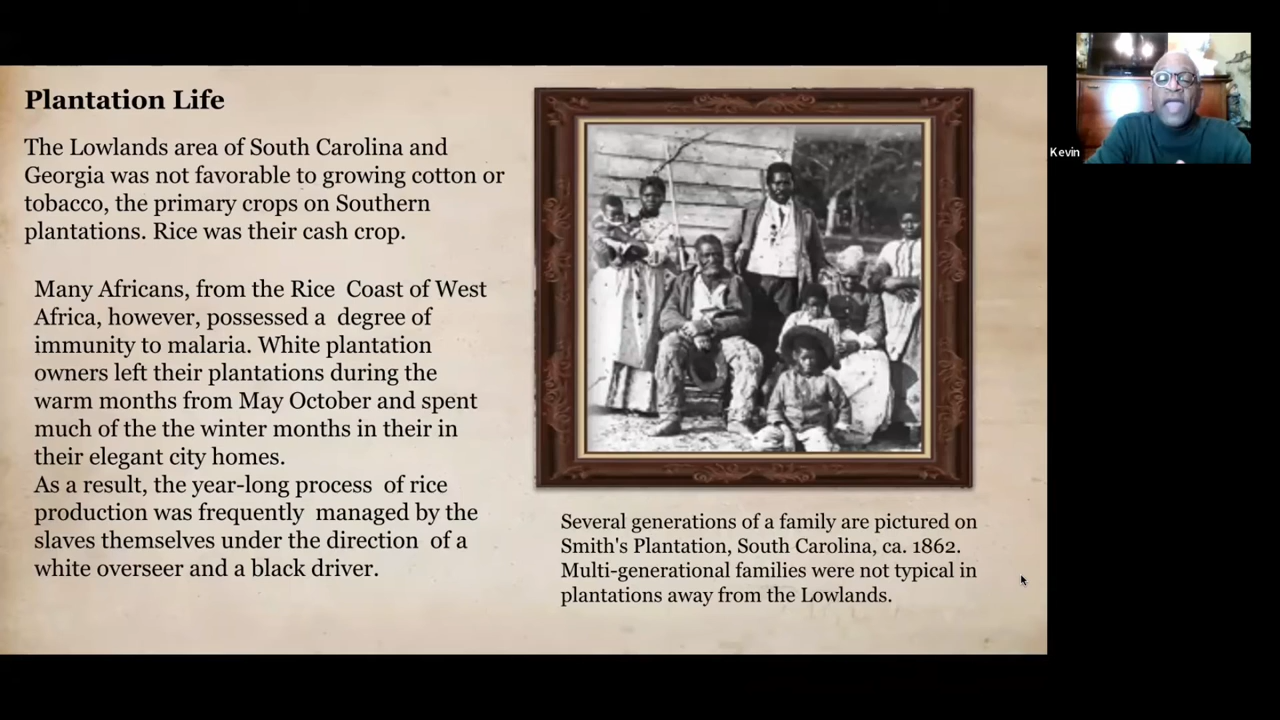 Plantation Life
The Lowlands area of South Carolina and
Georgia was not favorable to growing cotton or
tobacco, the primary crops on Southern
plantations. Rice was their cash crop.
Many Africans, from the Rice Coast of West
Africa, however, possessed a degree of
immunity to malaria. White plantation
owners left their plantations during the
warm months from May October and spent
much of the the winter months in their in
their elegant city homes.
As a result, the year-long process of rice
production was frequently managed by the
slaves themselves under the direction of a
white overseer and a black driver.
Several generations of a family are pictured on
Smith's Plantation, South Carolina, ca. 1862.
Multi-generational families were not typical in
plantations away from the Lowlands.
Kevin